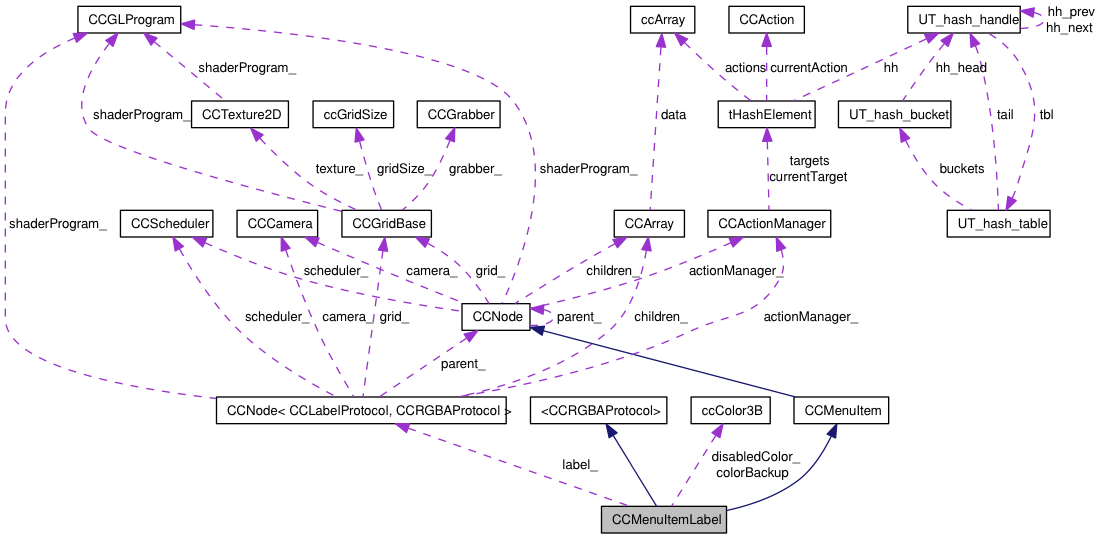 CCGLProgram
ccArray
CCAction
UT_hash_handle
hh_prev
hh_next
shaderProgram_
actions
currentAction
hh
hh_head
CCTexture2D
ccGridSize
CCGrabber
tHashElement
UT_hash_bucket
shaderProgram_
data
tail
tbl
texture_
gridSize_
grabber_
shaderProgram_
targets
currentTarget
buckets
shaderProgram_
CCScheduler
CCCamera
CCGridBase
CCArray
CCActionManager
UT_hash_table
scheduler_
camera_
grid_
children_
actionManager_
CCNode
parent_
scheduler_
camera_
grid_
children_
actionManager_
parent_
CCNode< CCLabelProtocol, CCRGBAProtocol >
<CCRGBAProtocol>
ccColor3B
CCMenuItem
label_
disabledColor_
colorBackup
CCMenuItemLabel